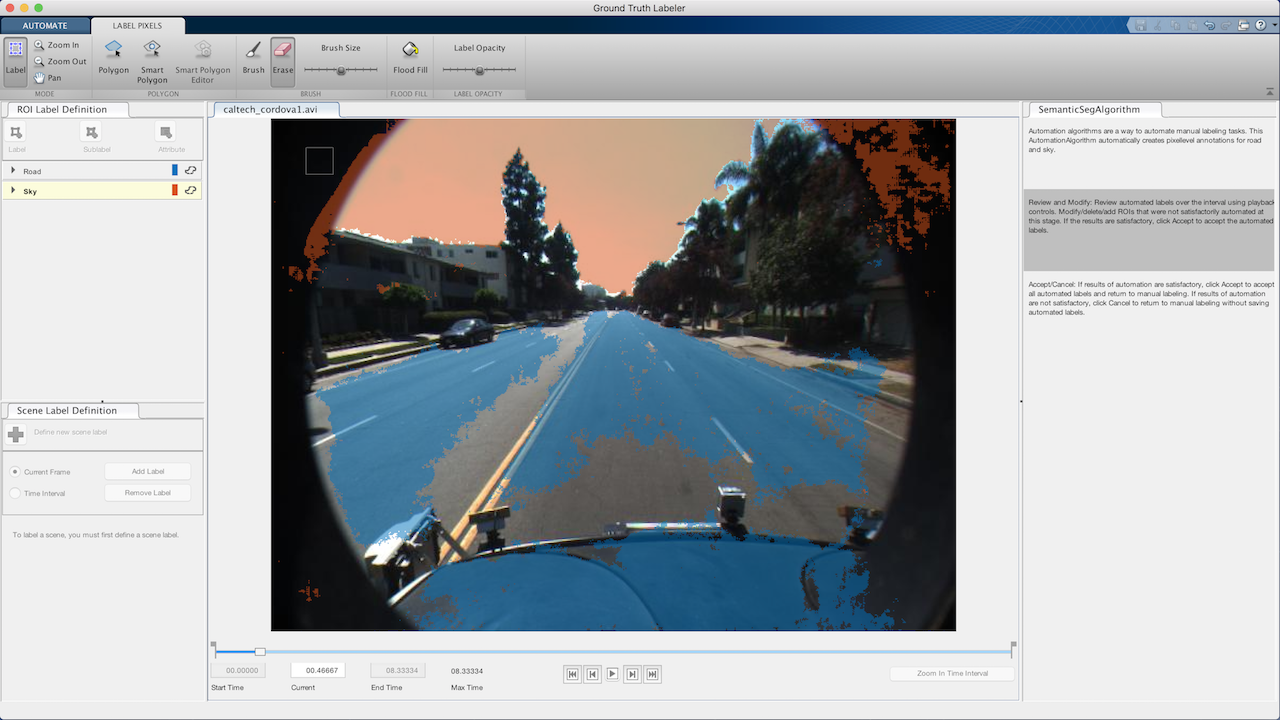 Ground Truth Labeler
AUTOMATE
LABEL PIXELS
Label
Zoom In
Zoom Out
Pan
MODE
Polygon
Smart
Polygon
Smart Polygon
Editor
POLYGON
Brush
Erase
Brush Size
BRUSH
Flood Fill
FLOOD FILL
Label Opacity
LABEL OPACITY
ROI Label Definition
Label
Sublabel
Attribute
Road
Sky
Scene Label Definition
Define new scene label
Current Frame
Add Label
Time Interval
Remove Label
To label a scene, you must first define a scene label.
caltech_cordova1.avi
00.00000
00.46667
08.33334
08.33334
Start Time
Current
End Time
Max Time
Zoom In Time Interval
SemanticSegAlgorithm
Automation algorithms are a way to automate manual labeling tasks. This
AutomationAlgorithm automatically creates pixellevel annotations for road
and sky.
Review and Modify: Review automated labels over the interval using playback
controls. Modify/delete/add ROIs that were not satisfactorily automated at
this stage. If the results are satisfactory, click Accept to accept the automated
labels.
Accept/Cancel: If results of automation are satisfactory, click Accept to accept
all automated labels and return to manual labeling. If results of automation
are not satisfactory, click Cancel to return to manual labeling without saving
automated labels.